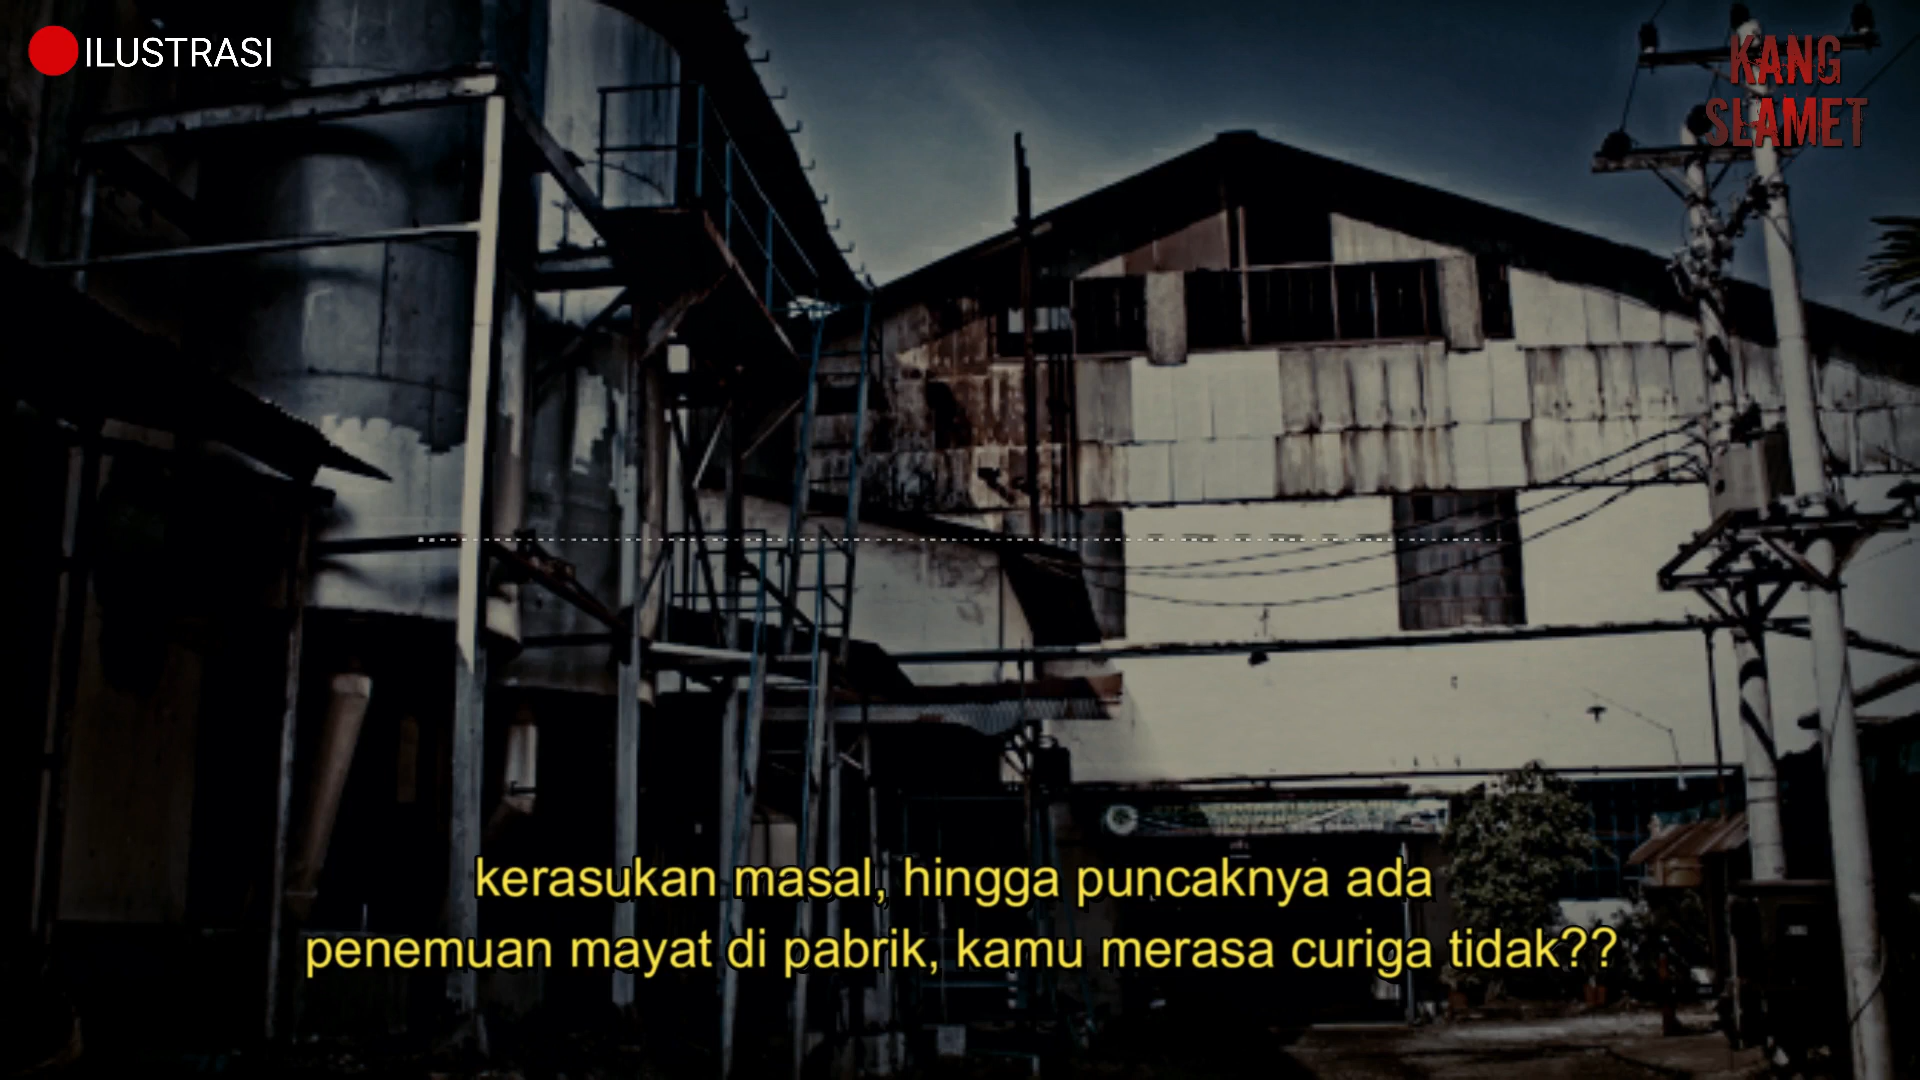 ILUSTRASI
KANG
SLAMET
kerasukan masal, hingga puncaknya ada
penemuan mayat di pabrik, kamu merasa curiga tidak??